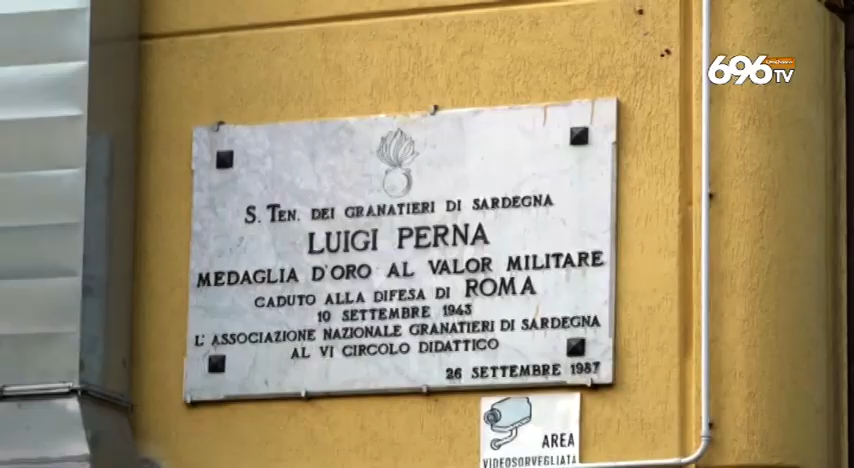 696
TV
S. TEN. DEI GRANATIERI DI SARDEGNA
LUIGI PERNA
MEDAGLIA D'ORO AL VALOR MILITARE
CADUTO ALLA DIFESA DI ROMA
10 SETTEMBRE 1943
L'ASSOCIAZIONE NAZIONALE GRANATIERI DI SARDEGNA
AL VI CIRCOLO DIDATTICO
26 SETTEMBRE 1987
AREA
VIDEOSORVEGLIATA